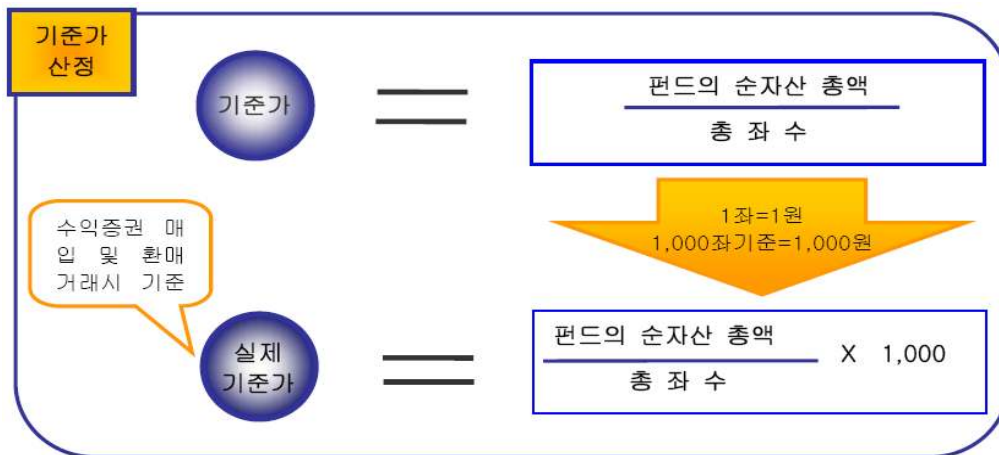 기준가
산정
기준가
펀드의 순자산 총액
총 좌 수
1좌=1원
1,000좌기준=1,000원
수익증권 매
입 및 환매
거래시 기준
실제
기준가
펀드의 순자산 총액
총 좌 수
X 1,000